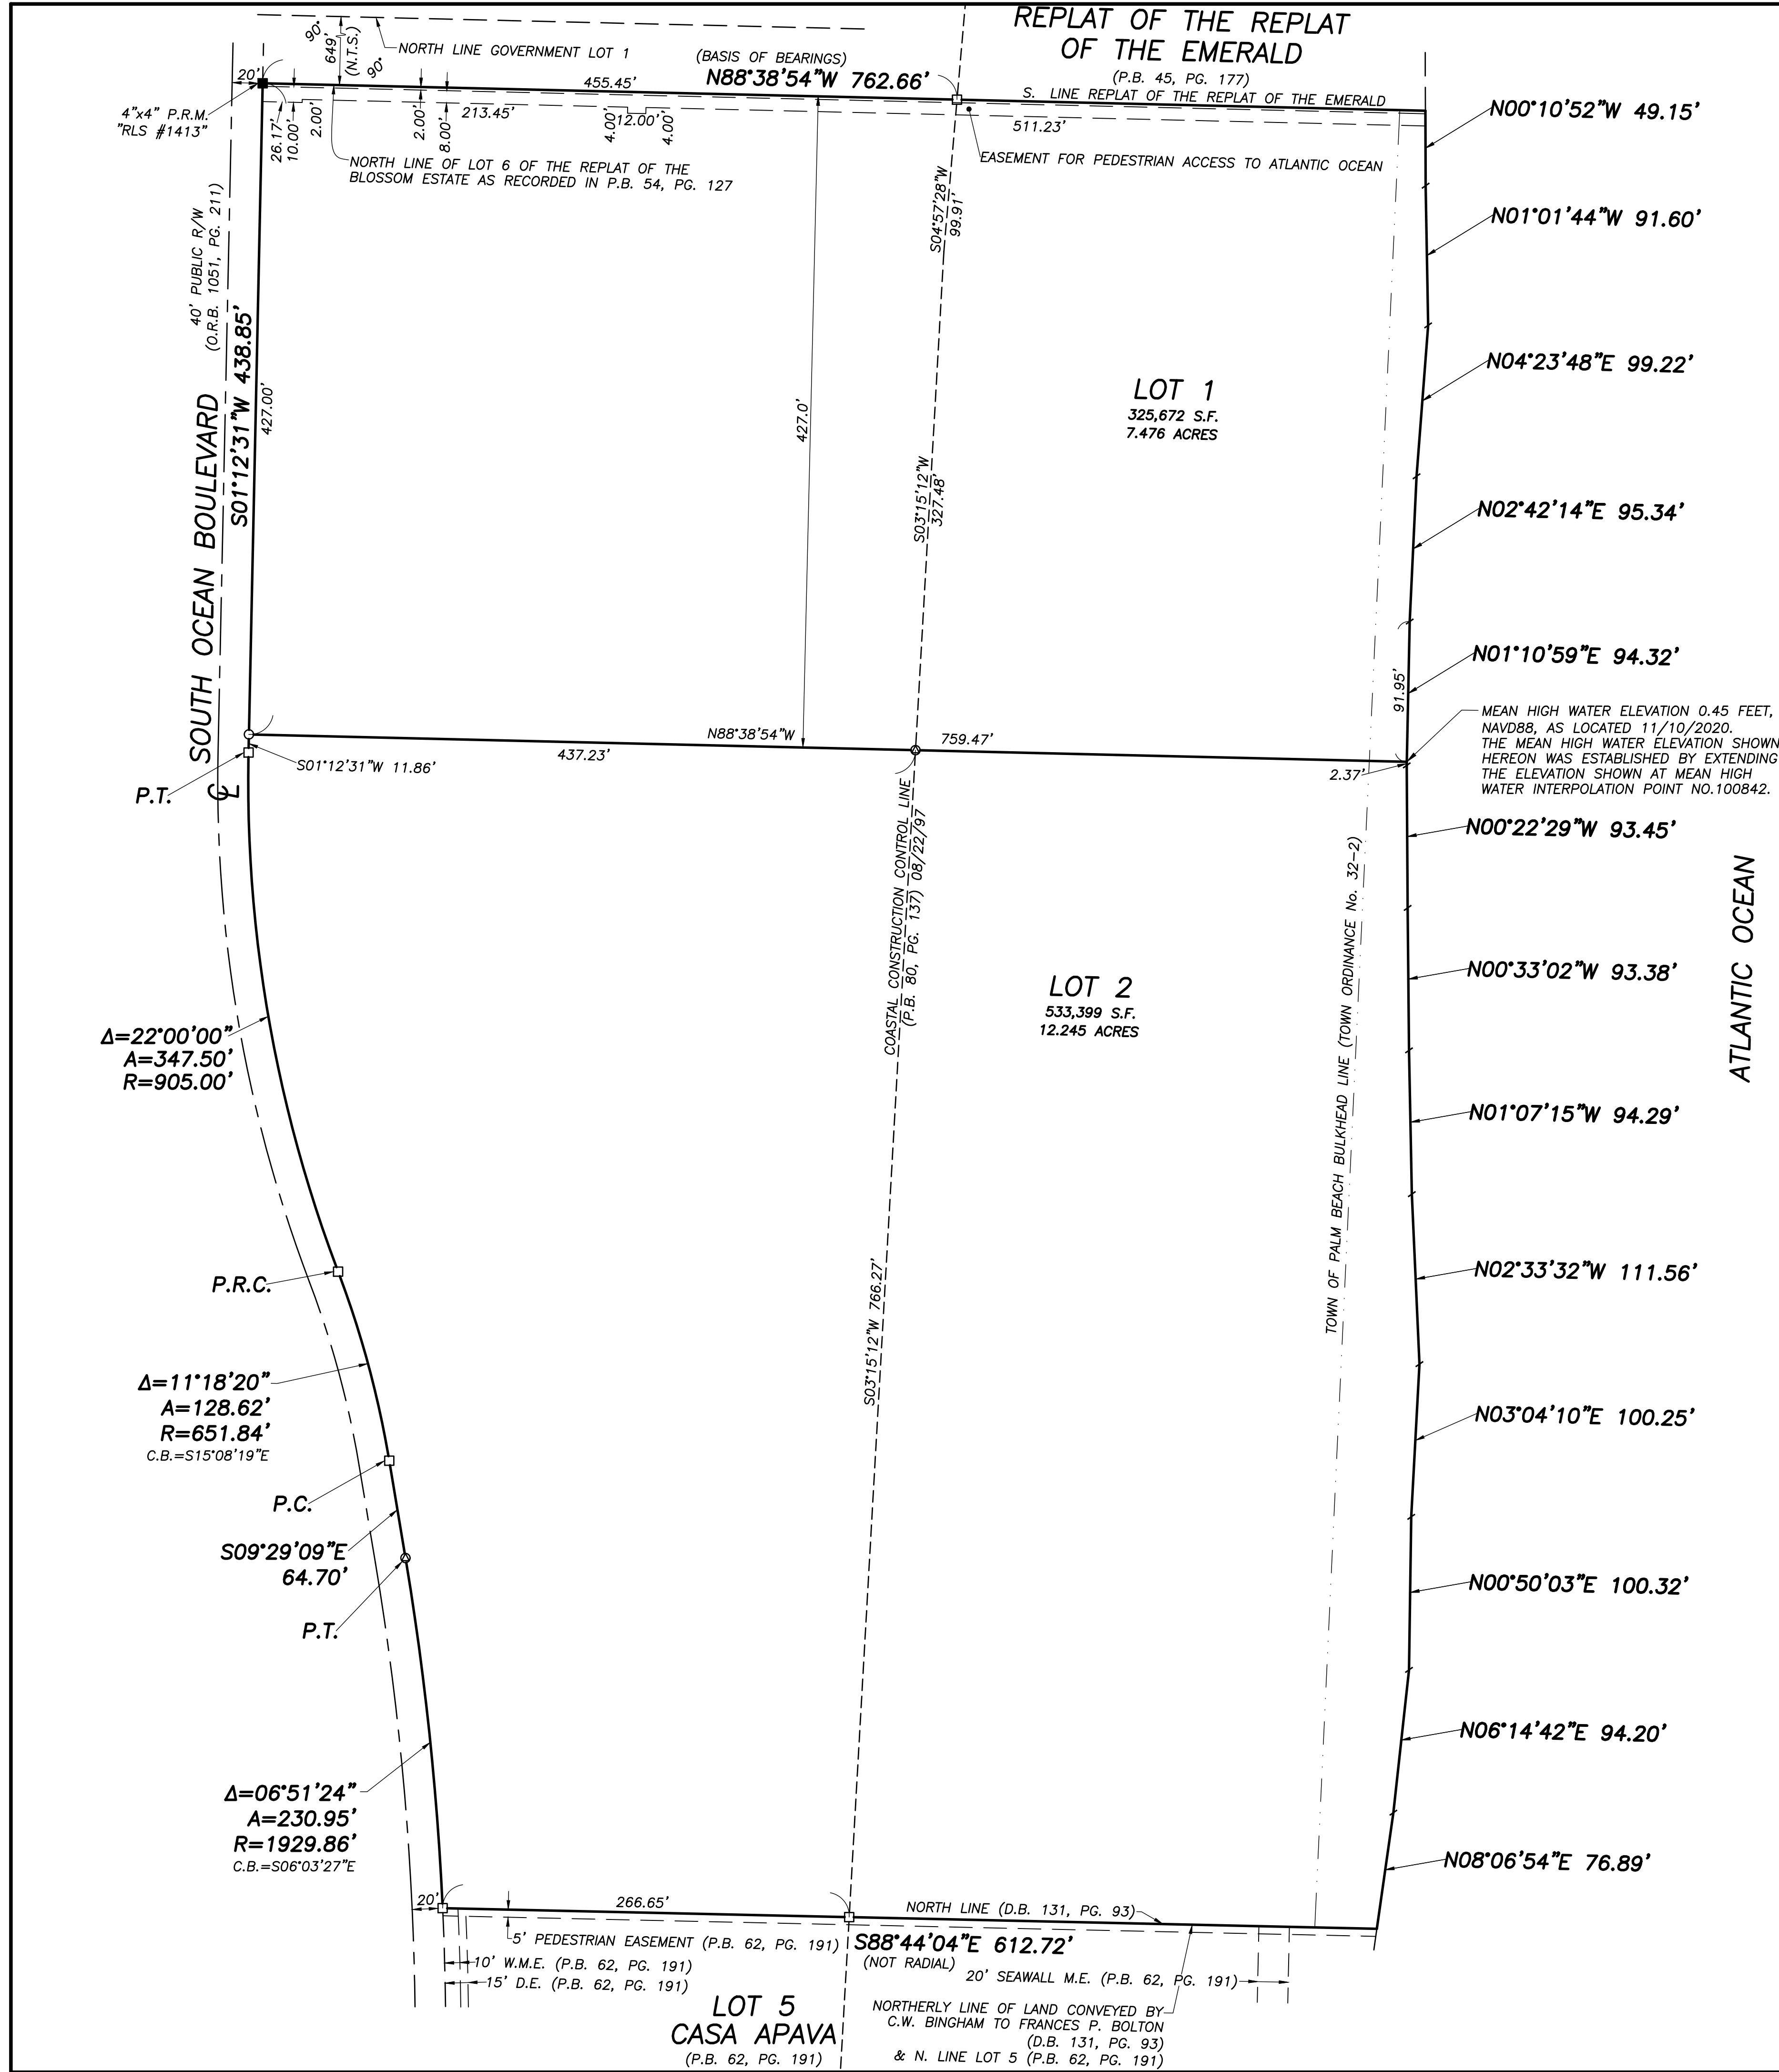 REPLAT OF THE REPLAT
OF THE EMERALD
(P.B. 45, PG. 177)
S. LINE REPLAT OF THE REPLAT OF THE EMERALD
90°
649'
(N.T.S.)
90°
NORTH LINE GOVERNMENT LOT 1
(BASIS OF BEARINGS)
N88°38'54"W 762.66'
20'
455.45'
4"x4" P.R.M.
"RLS #1413"
26.17'
10.00'
2.00'
2.00'
8.00'
213.45'
4.00'
12.00'
4.00'
511.23'
NORTH LINE OF LOT 6 OF THE REPLAT OF THE
BLOSSOM ESTATE AS RECORDED IN P.B. 54, PG. 127
EASEMENT FOR PEDESTRIAN ACCESS TO ATLANTIC OCEAN
N00°10'52"W 49.15'
N01°01'44"W 91.60'
N04°23'48"E 99.22'
N02°42'14"E 95.34'
N01°10'59"E 94.32'
40' PUBLIC R/W
(O.R.B. 1051, PG. 211)
SOUTH OCEAN BOULEVARD
S01°12'31"W 438.85'
427.00'
427.0'
S04°57'28"W
99.91'
S03°15'12"W
327.48'
LOT 1
325,672 S.F.
7.476 ACRES
91.95'
MEAN HIGH WATER ELEVATION 0.45 FEET,
NAVD88, AS LOCATED 11/10/2020.
THE MEAN HIGH WATER ELEVATION SHOWN
HEREON WAS ESTABLISHED BY EXTENDING
THE ELEVATION SHOWN AT MEAN HIGH
WATER INTERPOLATION POINT NO.100842.
N88°38'54"W
759.47'
437.23'
2.37'
S01°12'31"W 11.86'
P.T.
CL
COASTAL CONSTRUCTION CONTROL LINE
(P.B. 80, PG. 137) 08/22/97
TOWN OF PALM BEACH BULKHEAD LINE (TOWN ORDINANCE No. 32-2)
N00°22'29"W 93.45'
N00°33'02"W 93.38'
N01°07'15"W 94.29'
N02°33'32"W 111.56'
N03°04'10"E 100.25'
N00°50'03"E 100.32'
N06°14'42"E 94.20'
N08°06'54"E 76.89'
ATLANTIC OCEAN
LOT 2
533,399 S.F.
12.245 ACRES
Δ=22°00'00"
A=347.50'
R=905.00'
P.R.C.
S03°15'12"W 766.27'
Δ=11°18'20"
A=128.62'
R=651.84'
C.B.=S15°08'19"E
P.C.
S09°29'09"E
64.70'
P.T.
Δ=06°51'24"
A=230.95'
R=1929.86'
C.B.=S06°03'27"E
20'
266.65'
NORTH LINE (D.B. 131, PG. 93)
5' PEDESTRIAN EASEMENT (P.B. 62, PG. 191)
S88°44'04"E 612.72'
(NOT RADIAL)
10' W.M.E. (P.B. 62, PG. 191)
15' D.E. (P.B. 62, PG. 191)
20' SEAWALL M.E. (P.B. 62, PG. 191)
LOT 5
CASA APAVA
(P.B. 62, PG. 191)
NORTHERLY LINE OF LAND CONVEYED BY
C.W. BINGHAM TO FRANCES P. BOLTON
(D.B. 131, PG. 93)
& N. LINE LOT 5 (P.B. 62, PG. 191)